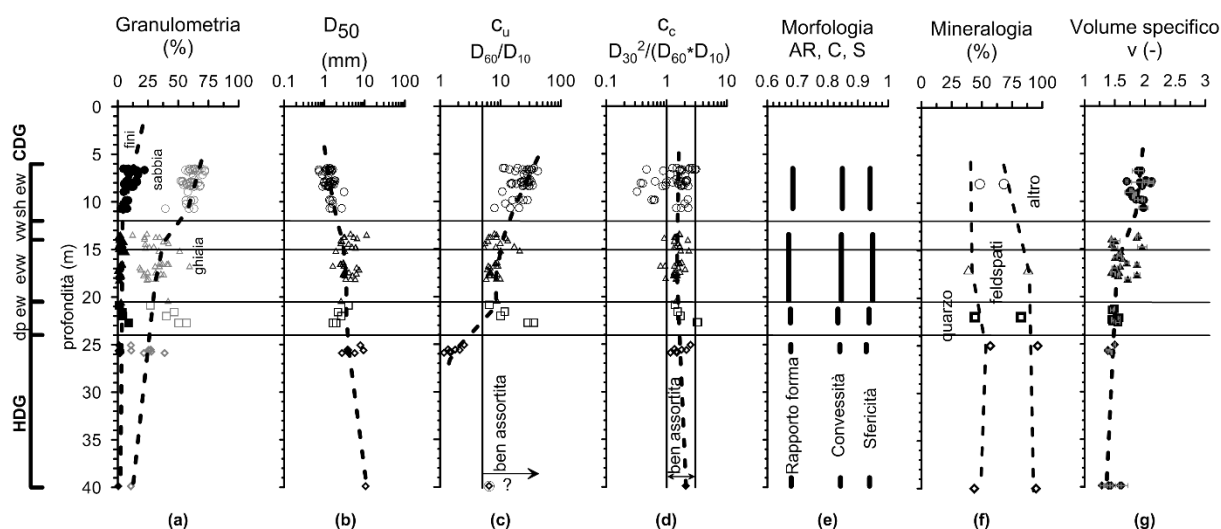 Granulometria
(%)
0 25 50 75 100
D50
(mm)
0.1 1 10 100
cu
D60/D10
1 10 100
cc
D30²/(D60*D10)
0.1 1 10
Morfologia
AR, C, S
0.6 0.7 0.8 0.9 1
Mineralogia
(%)
0 50 100
Volume specifico
v (-)
1 1.5 2 2.5 3
0
5
10
15
20
25
30
35
40
profondità (m)
CDG
sh ew
vw
evw
dp ew
HDG
fini
sabbia
ghiaia
ben assortita
?
ben assortita
Rapporto forma
Convessità
Sfericità
quarzo
feldspati
altro
(a) (b) (c) (d) (e) (f) (g)